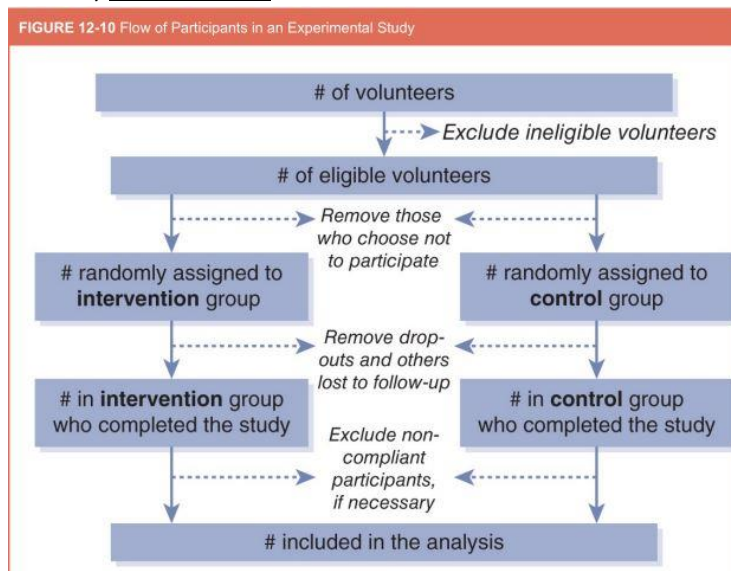 FIGURE 12-10 Flow of Participants in an Experimental Study
# of volunteers
Exclude ineligible volunteers
# of eligible volunteers
Remove those
who choose not
to participate
# randomly assigned to
intervention group
# randomly assigned to
control group
Remove drop-
outs and others
lost to follow-up
# in intervention group
who completed the study
# in control group
who completed the study
Exclude non-
compliant
participants,
if necessary
# included in the analysis